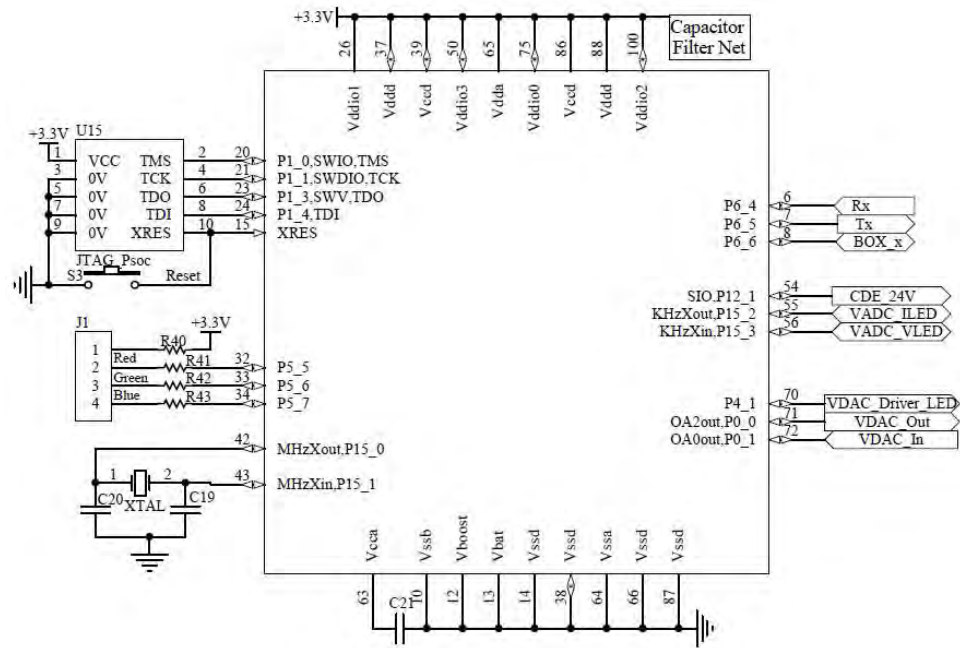 +3.3V
Capacitor
Filter Net
26 37 39 50 65 75 86 88 100
Vddio1 Vddd Vccd Vddio3 Vdda Vddio0 Vccd Vddd Vddio2
U15
+3.3V
1 VCC TMS 2 20 P1_0,SWIO,TMS
3 0V TCK 4 21 P1_1,SWDIO,TCK
5 0V TDO 6 23 P1_3,SWV,TDO
7 0V TDI 8 24 P1_4,TDI
9 0V XRES 10 15 XRES
JTAG_Psoc
S3 Reset
P6_4 6 Rx
P6_5 7 Tx
P6_6 8 BOX_x
SIO,P12_1 54 CDE_24V
KHzXout,P15_2 55 VADC_ILED
KHzXin,P15_3 56 VADC_VLED
J1
+3.3V
1 R40
2 Red R41 32 P5_5
3 Green R42 33 P5_6
4 Blue R43 34 P5_7
P4_1 70 VDAC_Driver_LED
OA2out,P0_0 71 VDAC_Out
OA0out,P0_1 72 VDAC_In
42 MHzXout,P15_0
1 2 43 MHzXin,P15_1
C20 XTAL C19
Vcca Vssb Vboost Vbat Vssd Vssd Vssa Vssd Vssd
63 10 12 13 14 38 64 66 87
C21